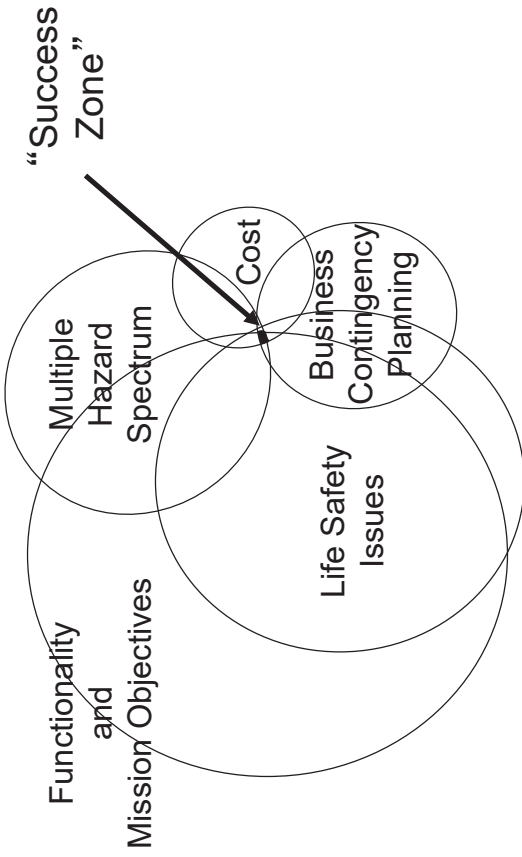 Functionality
and
Mission Objectives
Multiple
Hazard
Spectrum
“Success
Zone”
Cost
Life Safety
Issues
Business
Contingency
Planning